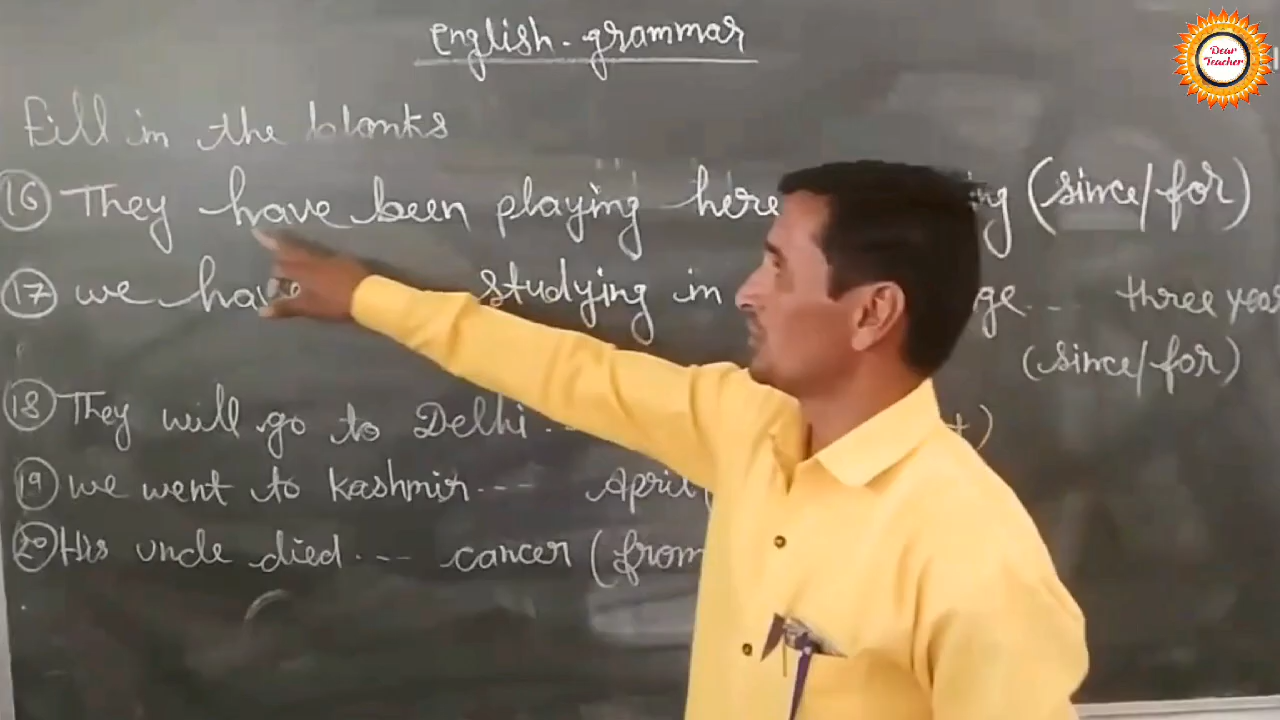 English-grammar
Dear Teacher
Fill in the blanks
16 They have been playing here (since/for)
17 we have studying in ... three
(since/for)
18 They will go to Delhi..
19 we went to kashmir --- April
20 His uncle died.--- cancer (from